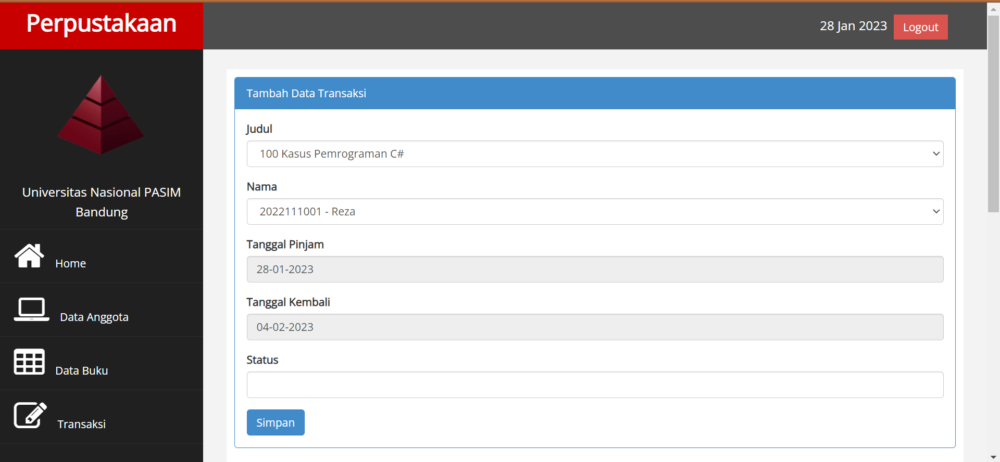 Perpustakaan
28 Jan 2023
Logout
Universitas Nasional PASIM
Bandung
Home
Data Anggota
Data Buku
Transaksi
Tambah Data Transaksi
Judul
100 Kasus Pemrograman C#
Nama
2022111001 - Reza
Tanggal Pinjam
28-01-2023
Tanggal Kembali
04-02-2023
Status
Simpan